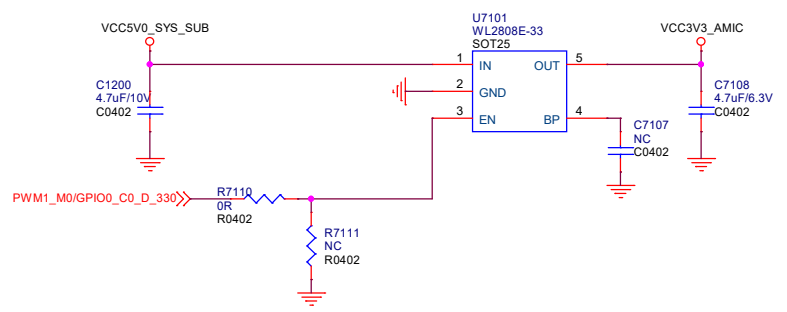 VCC5V0_SYS_SUB
U7101
WL2808E-33
SOT25
VCC3V3_AMIC
1 IN OUT 5
2 GND
3 EN BP 4
C1200
4.7uF/10V
C0402
C7108
4.7uF/6.3V
C0402
C7107
NC
C0402
PWM1_M0/GPIO0_C0_D_330
R7110
0R
R0402
R7111
NC
R0402